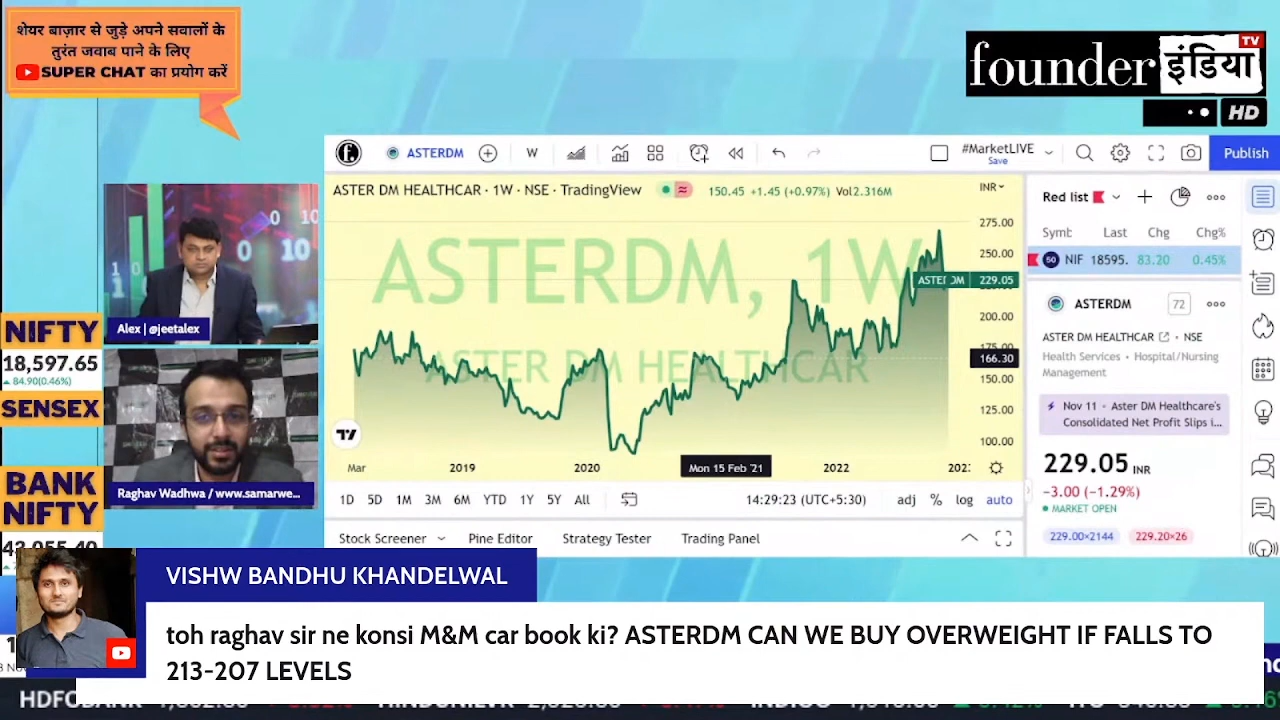 शेयर बाज़ार से जुड़े अपने सवालों के
तुरंत जवाब पाने के लिए
SUPER CHAT का प्रयोग करें
founder इंडिया TV
HD
ASTERDM
W
#MarketLIVE
Save
Publish
ASTER DM HEALTHCAR · 1W · NSE · TradingView
150.45 +1.45 (+0.97%) Vol2.316M
INR
ASTERDM, 1W
ASTER DM HEALTHCAR
275.00
250.00
229.05
200.00
166.30
150.00
125.00
100.00
Mar
2019
2020
Mon 15 Feb '21
2022
1D 5D 1M 3M 6M YTD 1Y 5Y All
14:29:23 (UTC+5:30)
adj % log auto
Stock Screener
Pine Editor
Strategy Tester
Trading Panel
Red list
Symb Last Chg Chg%
50 NIF 18595. 83.20 0.45%
ASTERDM
72
ASTER DM HEALTHCAR · NSE
Health Services • Hospital/Nursing
Management
Nov 11 • Aster DM Healthcare's
Consolidated Net Profit Slips i...
229.05 INR
−3.00 (−1.29%)
MARKET OPEN
229.00×2144 229.20×26
Alex | @jeetalex
Raghav Wadhwa / www.samarwe...
NIFTY
18,597.65
84.90(0.46%)
SENSEX
BANK
NIFTY
VISHW BANDHU KHANDELWAL
toh raghav sir ne konsi M&M car book ki? ASTERDM CAN WE BUY OVERWEIGHT IF FALLS TO
213-207 LEVELS